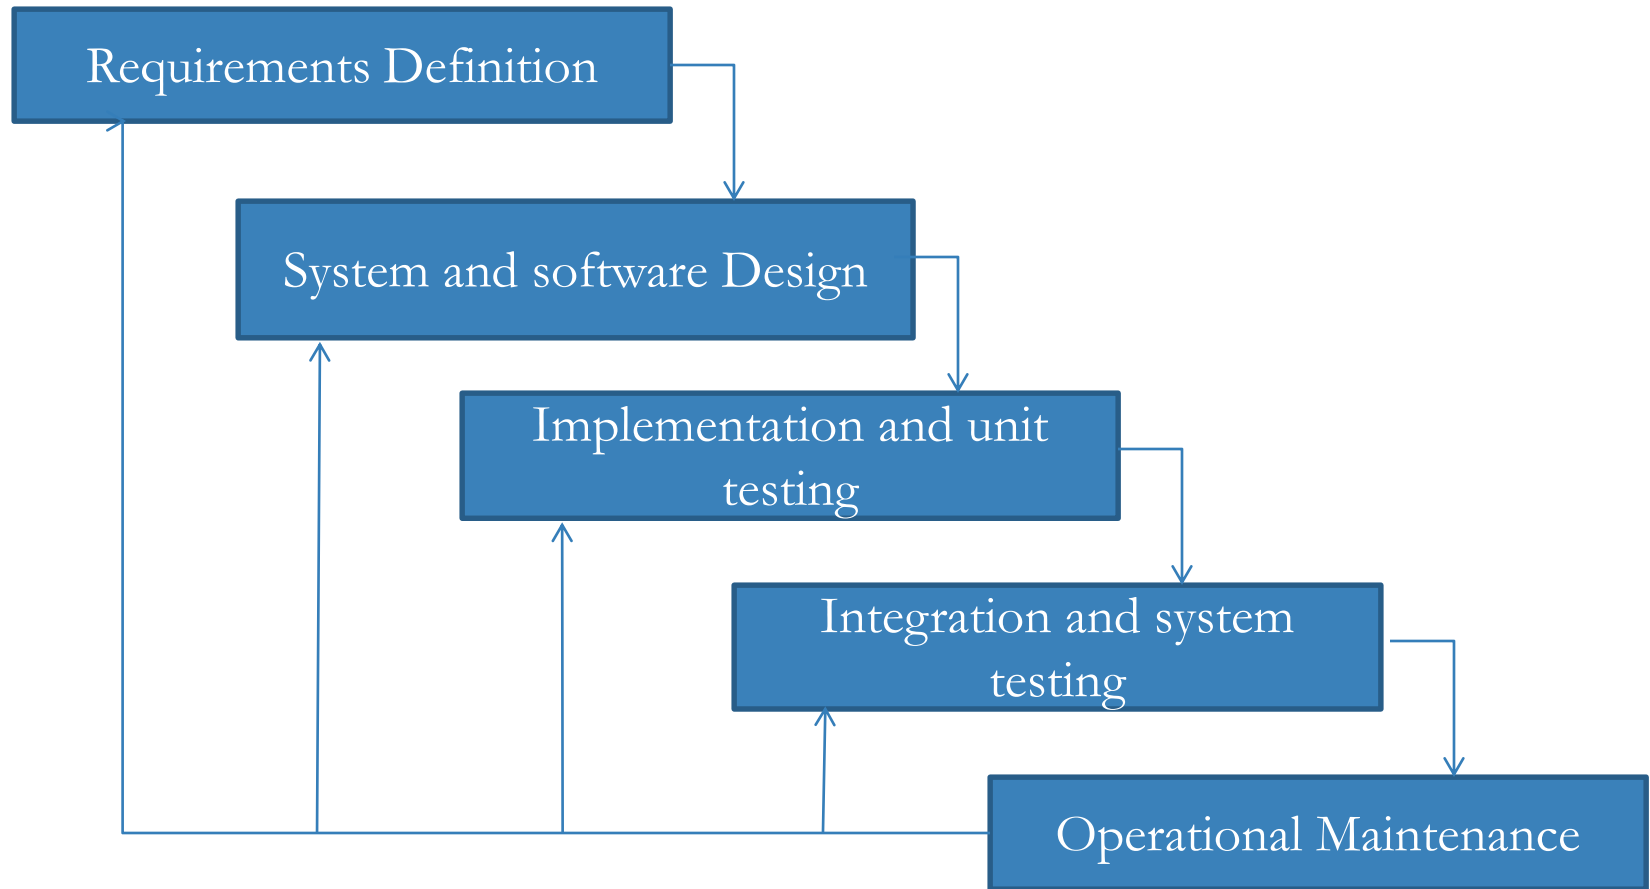 Requirements Definition
System and software Design
Implementation and unit
testing
Integration and system
testing
Operational Maintenance